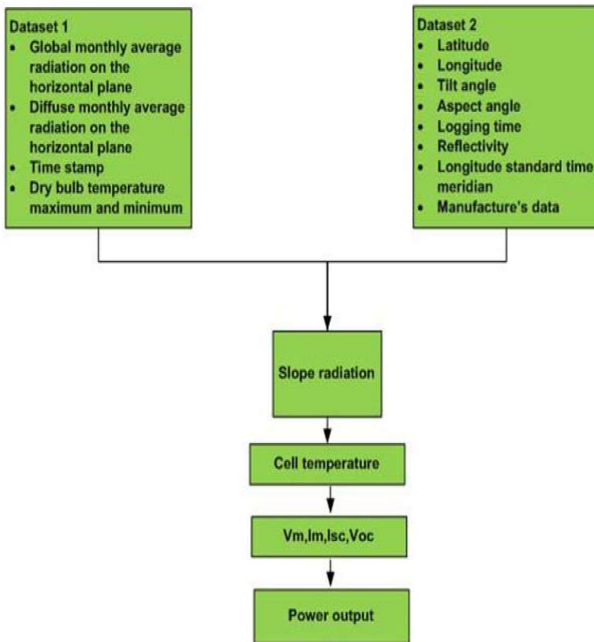 Dataset 1
• Global monthly average
radiation on the
horizontal plane
• Diffuse monthly average
radiation on the
horizontal plane
• Time stamp
• Dry bulb temperature
maximum and minimum
Dataset 2
• Latitude
• Longitude
• Tilt angle
• Aspect angle
• Logging time
• Reflectivity
• Longitude standard time
meridian
• Manufacture's data
Slope radiation
Cell temperature
Vm,Im,Isc,Voc
Power output